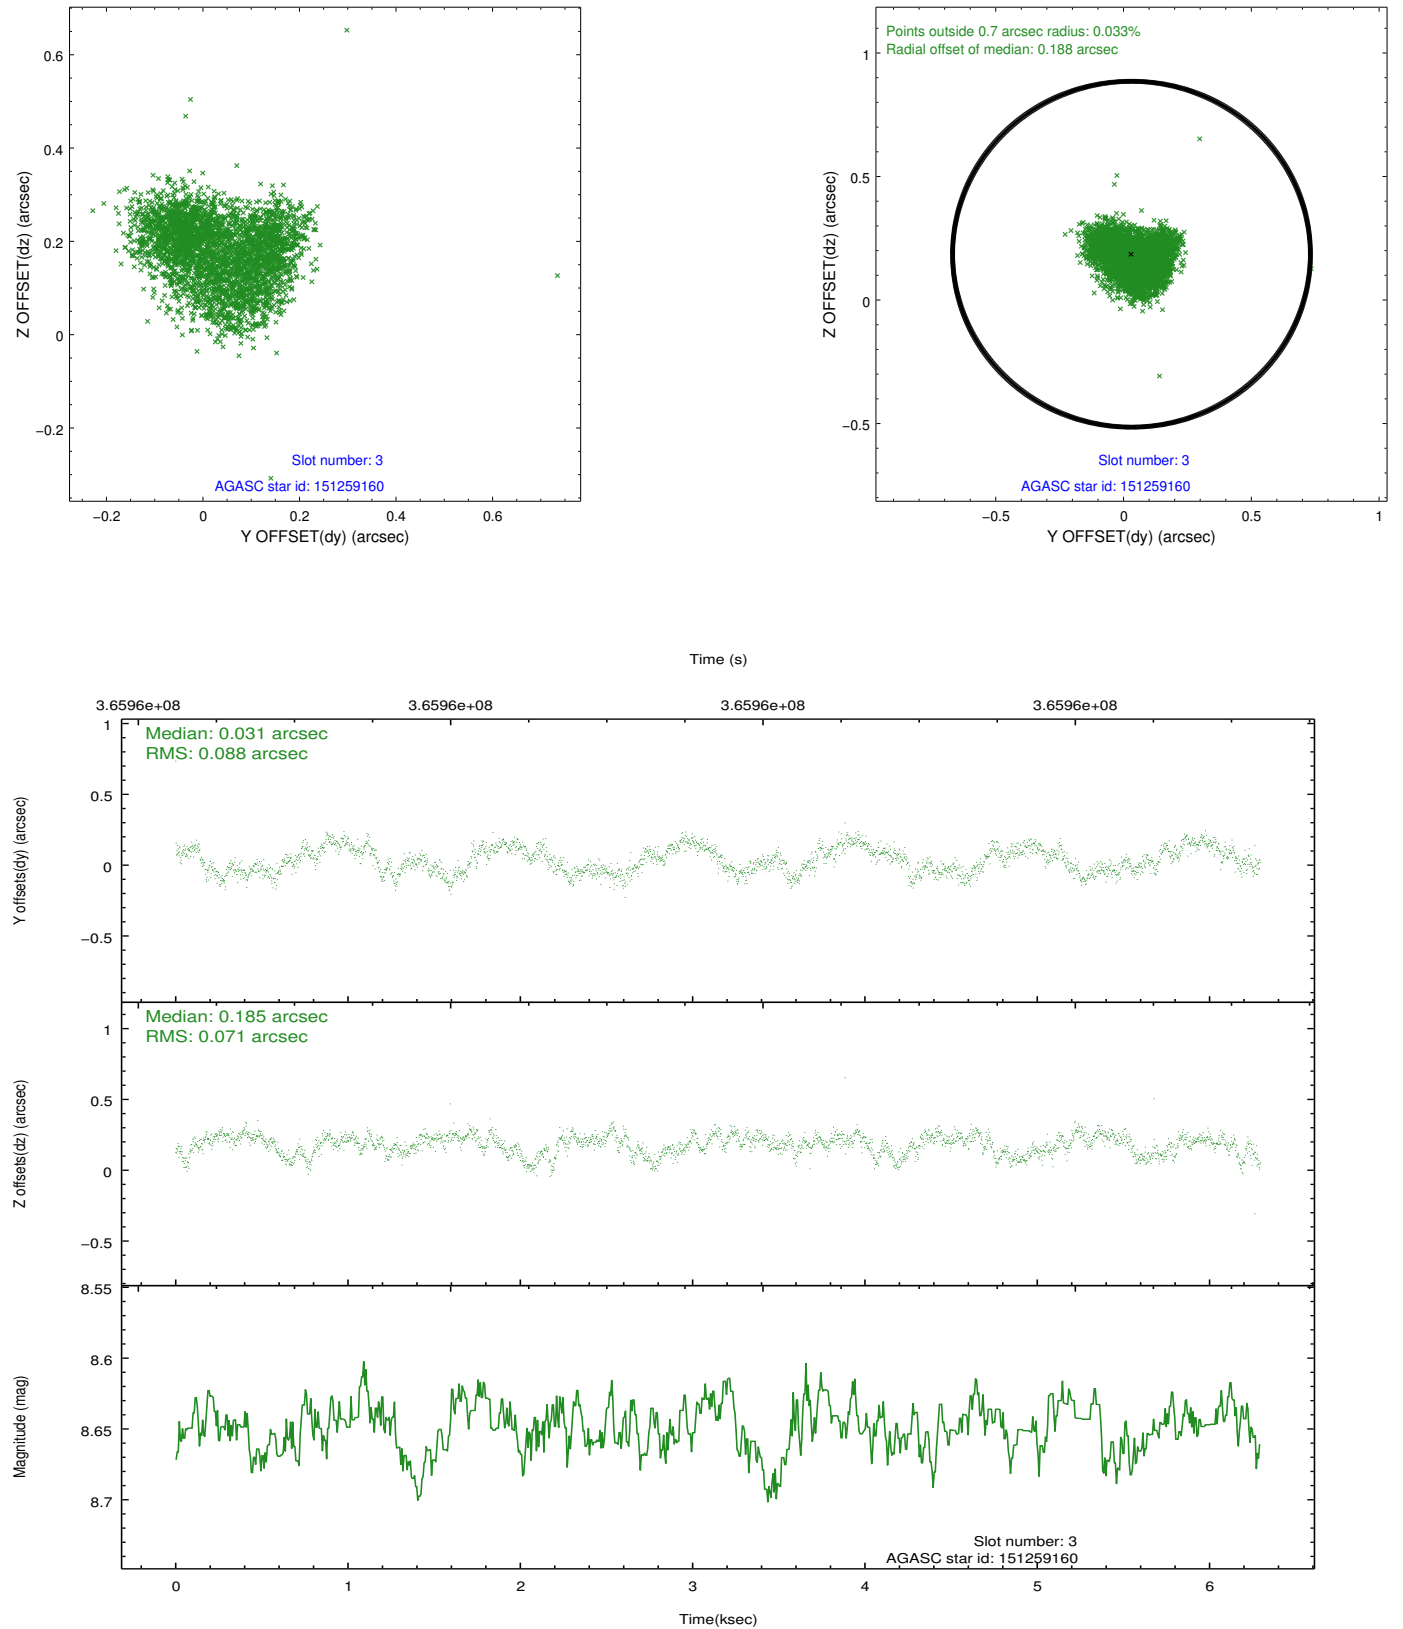 0.6
0.4
0.2
0
−0.2
Z OFFSET(dz) (arcsec)
Slot number: 3
AGASC star id: 151259160
−0.2 0 0.2 0.4 0.6
Y OFFSET(dy) (arcsec)
Points outside 0.7 arcsec radius: 0.033%
Radial offset of median: 0.188 arcsec
1
0.5
0
−0.5
Z OFFSET(dz) (arcsec)
Slot number: 3
AGASC star id: 151259160
−0.5 0 0.5 1
Y OFFSET(dy) (arcsec)
Time (s)
3.6596e+08 3.6596e+08 3.6596e+08 3.6596e+08
Median: 0.031 arcsec
RMS: 0.088 arcsec
1
0.5
0
−0.5
Y offsets(dy) (arcsec)
Median: 0.185 arcsec
RMS: 0.071 arcsec
1
0.5
0
−0.5
Z offsets(dz) (arcsec)
8.55
8.6
8.65
8.7
Magnitude (mag)
Slot number: 3
AGASC star id: 151259160
0 1 2 3 4 5 6
Time(ksec)